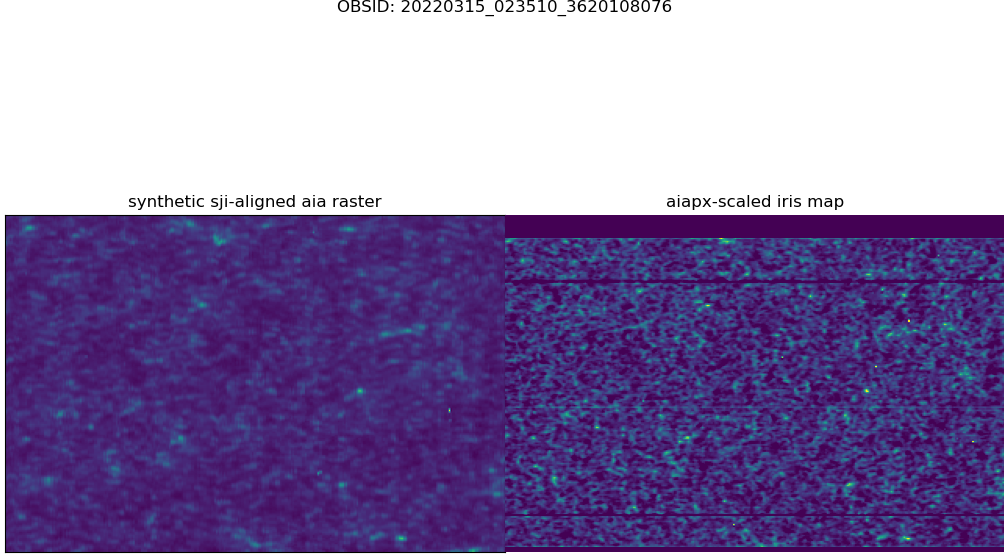 OBSID: 20220315_023510_3620108076
synthetic sji-aligned aia raster
aiapx-scaled iris map